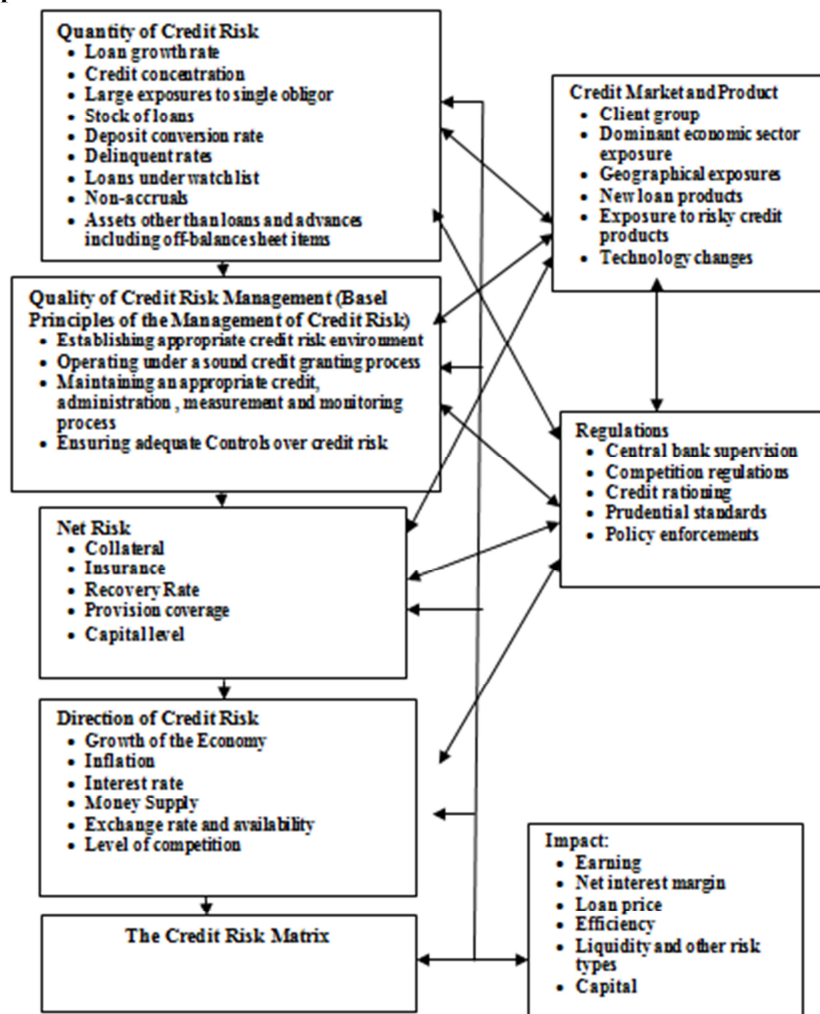 Quantity of Credit Risk
• Loan growth rate
• Credit concentration
• Large exposures to single obligor
• Stock of loans
• Deposit conversion rate
• Delinquent rates
• Loans under watch list
• Non-accruals
• Assets other than loans and advances
including off-balance sheet items
Credit Market and Product
• Client group
• Dominant economic sector
exposure
• Geographical exposures
• New loan products
• Exposure to risky credit
products
• Technology changes
Quality of Credit Risk Management (Basel
Principles of the Management of Credit Risk)
• Establishing appropriate credit risk environment
• Operating under a sound credit granting process
• Maintaining an appropriate credit,
administration , measurement and monitoring
process
• Ensuring adequate Controls over credit risk
Regulations
• Central bank supervision
• Competition regulations
• Credit rationing
• Prudential standards
• Policy enforcements
Net Risk
• Collateral
• Insurance
• Recovery Rate
• Provision coverage
• Capital level
Direction of Credit Risk
• Growth of the Economy
• Inflation
• Interest rate
• Money Supply
• Exchange rate and availability
• Level of competition
Impact:
• Earning
• Net interest margin
• Loan price
• Efficiency
• Liquidity and other risk
types
• Capital
The Credit Risk Matrix